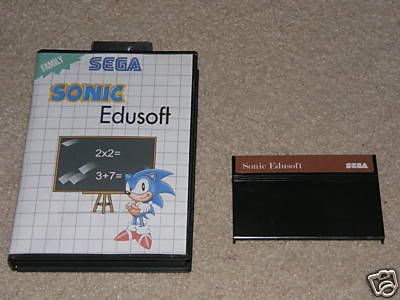 FAMILY
SEGA
SONIC
Edusoft
2x2=
3+7=
Sonic Edusoft SEGA